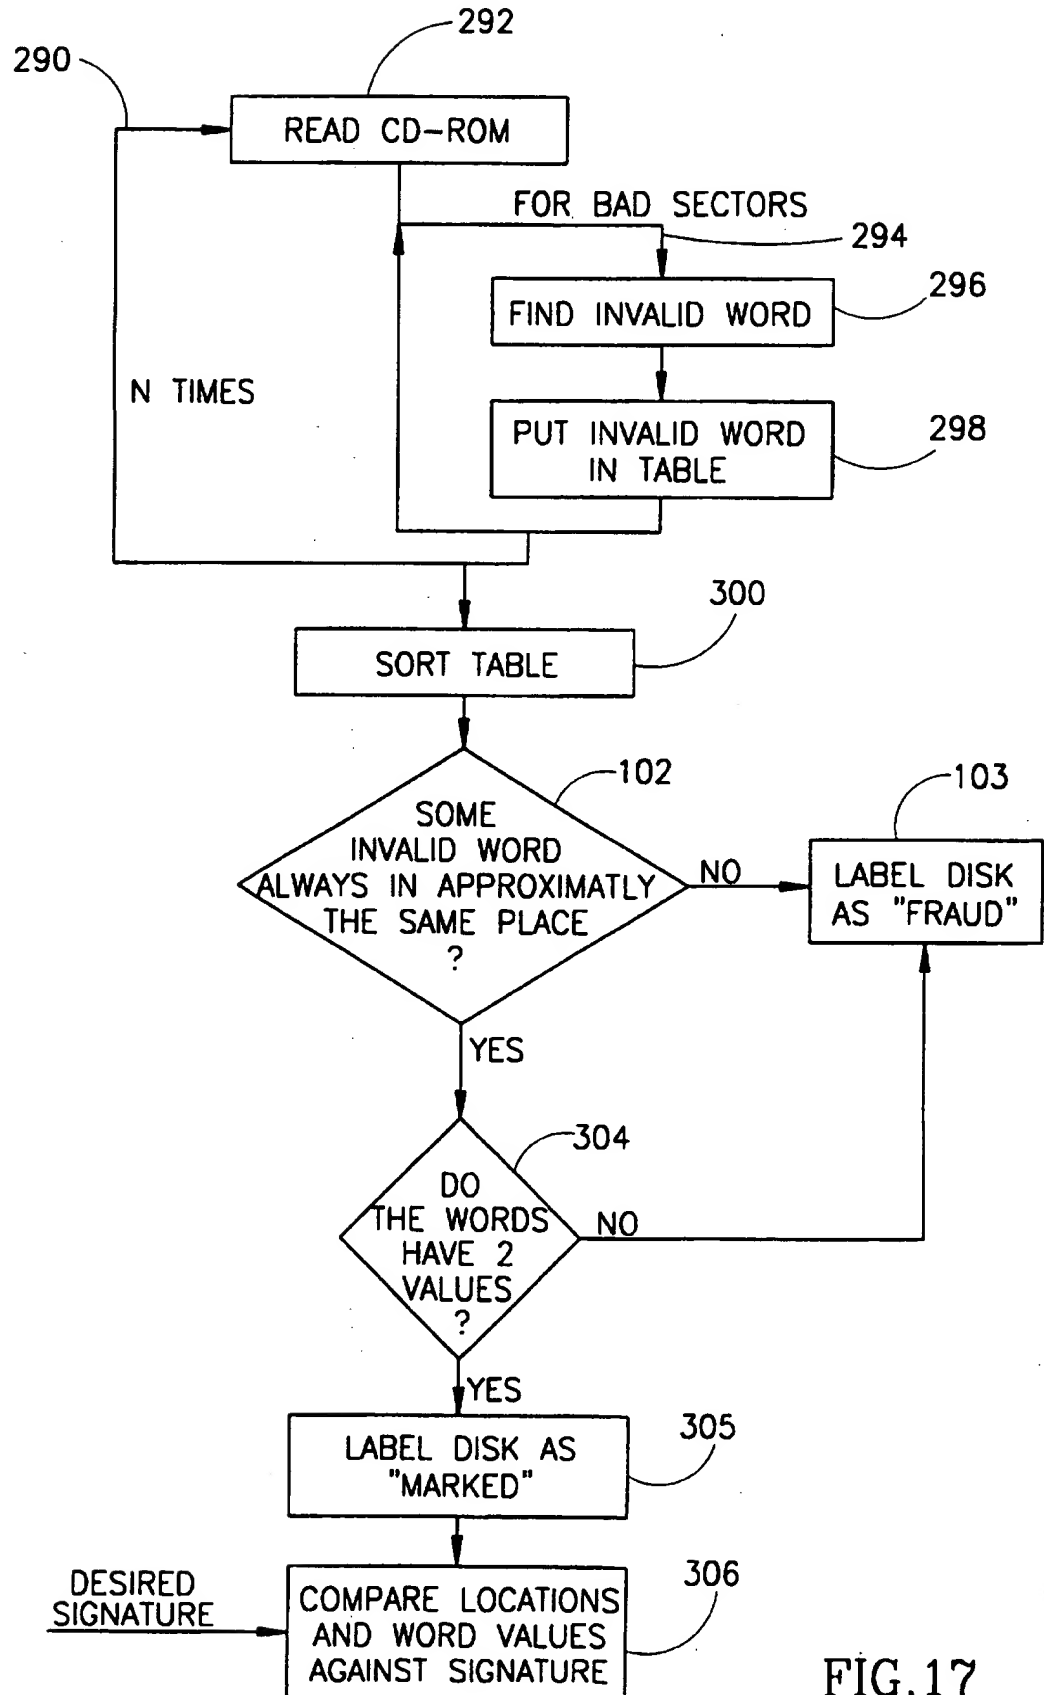 292
290
READ CD-ROM
FOR BAD SECTORS
294
296
FIND INVALID WORD
N TIMES
298
PUT INVALID WORD
IN TABLE
300
SORT TABLE
102
103
SOME
INVALID WORD
ALWAYS IN APPROXIMATLY
THE SAME PLACE
?
NO
LABEL DISK
AS "FRAUD"
YES
304
DO
THE WORDS
HAVE 2
VALUES
?
NO
YES
305
LABEL DISK AS
"MARKED"
306
DESIRED
SIGNATURE
COMPARE LOCATIONS
AND WORD VALUES
AGAINST SIGNATURE
FIG.17